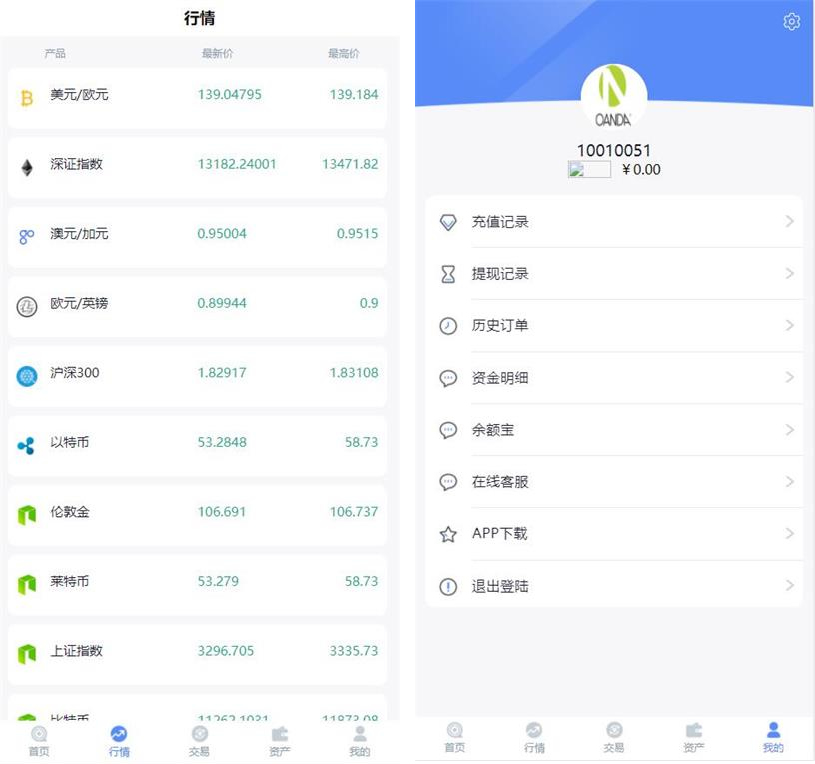 行情
产品 最新价 最高价
美元/欧元 139.04795 139.184
深证指数 13182.24001 13471.82
澳元/加元 0.95004 0.9515
欧元/英镑 0.89944 0.9
沪深300 1.82917 1.83108
以特币 53.2848 58.73
伦敦金 106.691 106.737
莱特币 53.279 58.73
上证指数 3296.705 3335.73
比特币 11262.1031 11873.08
首页 行情 交易 资产 我的
OANDA
10010051
¥0.00
充值记录
提现记录
历史订单
资金明细
余额宝
在线客服
APP下载
退出登陆
首页 行情 交易 资产 我的